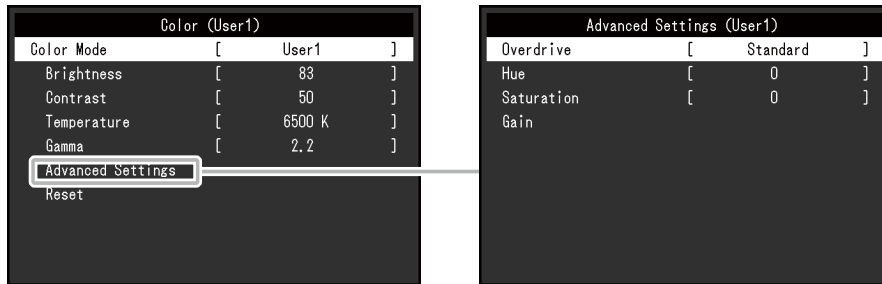 Color (User1)
Color Mode [ User1 ]
Brightness [ 83 ]
Contrast [ 50 ]
Temperature [ 6500 K ]
Gamma [ 2.2 ]
Advanced Settings
Reset
Advanced Settings (User1)
Overdrive [ Standard ]
Hue [ 0 ]
Saturation [ 0 ]
Gain